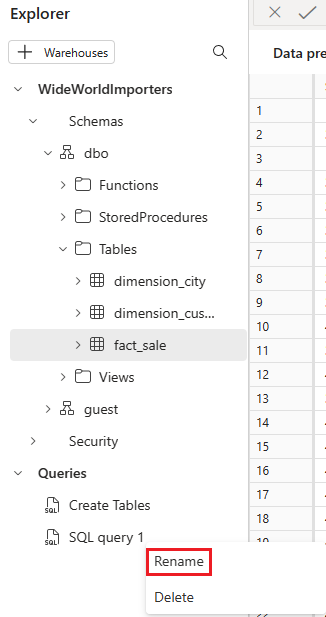 Explorer
+ Warehouses
Data pre
WideWorldImporters
Schemas
1
2
dbo
3
Functions
4
5
StoredProcedures
6
Tables
7
dimension_city
8
9
dimension_cus...
10
fact_sale
11
Views
12
13
guest
14
Security
15
Queries
16
17
Create Tables
18
SQL query 1
Rename
Delete